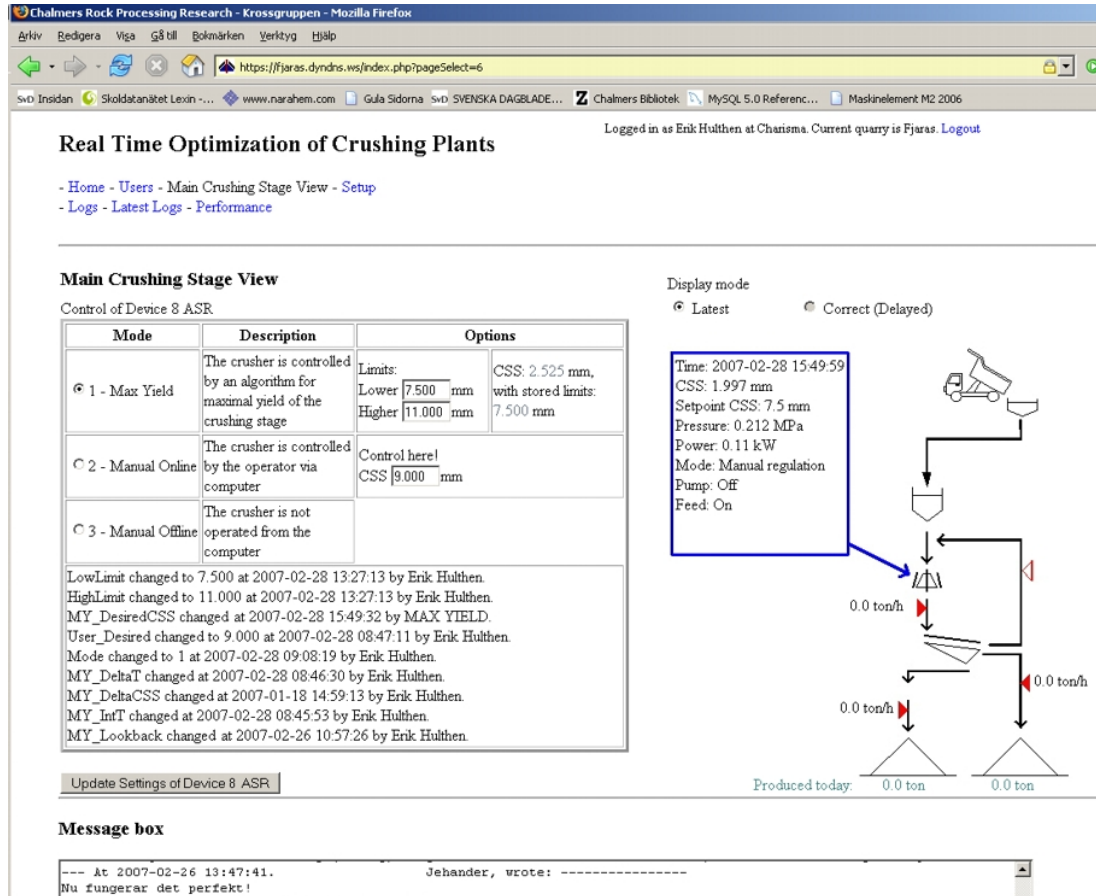 Chalmers Rock Processing Research - Krossgruppen - Mozilla Firefox
Arkiv Redigera Visa Gå till Bokmärken Verktyg Hjälp
https://fjaras.dyndns.ws/index.php?pageSelect=6
SvD Insidan Skoldatanätet Lexin -... www.narahem.com Gula Sidorna SvD SVENSKA DAGBLADE... Z Chalmers Bibliotek MySQL 5.0 Referenc... Maskinelement M2 2006
Logged in as Erik Hulthen at Charisma. Current quarry is Fjaras. Logout
Real Time Optimization of Crushing Plants
- Home - Users - Main Crushing Stage View - Setup
- Logs - Latest Logs - Performance
Main Crushing Stage View
Control of Device 8 ASR
Mode Description Options
1 - Max Yield
The crusher is controlled
by an algorithm for
maximal yield of the
crushing stage
Limits:
Lower 7.500 mm
Higher 11.000 mm
CSS: 2.525 mm,
with stored limits:
7.500 mm
2 - Manual Online
The crusher is controlled
by the operator via
computer
Control here!
CSS 9.000 mm
3 - Manual Offline
The crusher is not
operated from the
computer
LowLimit changed to 7.500 at 2007-02-28 13:27:13 by Erik Hulthen.
HighLimit changed to 11.000 at 2007-02-28 13:27:13 by Erik Hulthen.
MY_DesiredCSS changed at 2007-02-28 15:49:32 by MAX YIELD.
User_Desired changed to 9.000 at 2007-02-28 08:47:11 by Erik Hulthen.
Mode changed to 1 at 2007-02-28 09:08:19 by Erik Hulthen.
MY_DeltaT changed at 2007-02-28 08:46:30 by Erik Hulthen.
MY_DeltaCSS changed at 2007-01-18 14:59:13 by Erik Hulthen.
MY_IntT changed at 2007-02-28 08:45:53 by Erik Hulthen.
MY_Lookback changed at 2007-02-26 10:57:26 by Erik Hulthen.
Update Settings of Device 8 ASR
Display mode
Latest Correct (Delayed)
Time: 2007-02-28 15:49:59
CSS: 1.997 mm
Setpoint CSS: 7.5 mm
Pressure: 0.212 MPa
Power: 0.11 kW
Mode: Manual regulation
Pump: Off
Feed: On
0.0 ton/h
0.0 ton/h
0.0 ton/h
Produced today: 0.0 ton 0.0 ton
Message box
--- At 2007-02-26 13:47:41. Jehander, wrote: ----------------
Nu fungerar det perfekt!